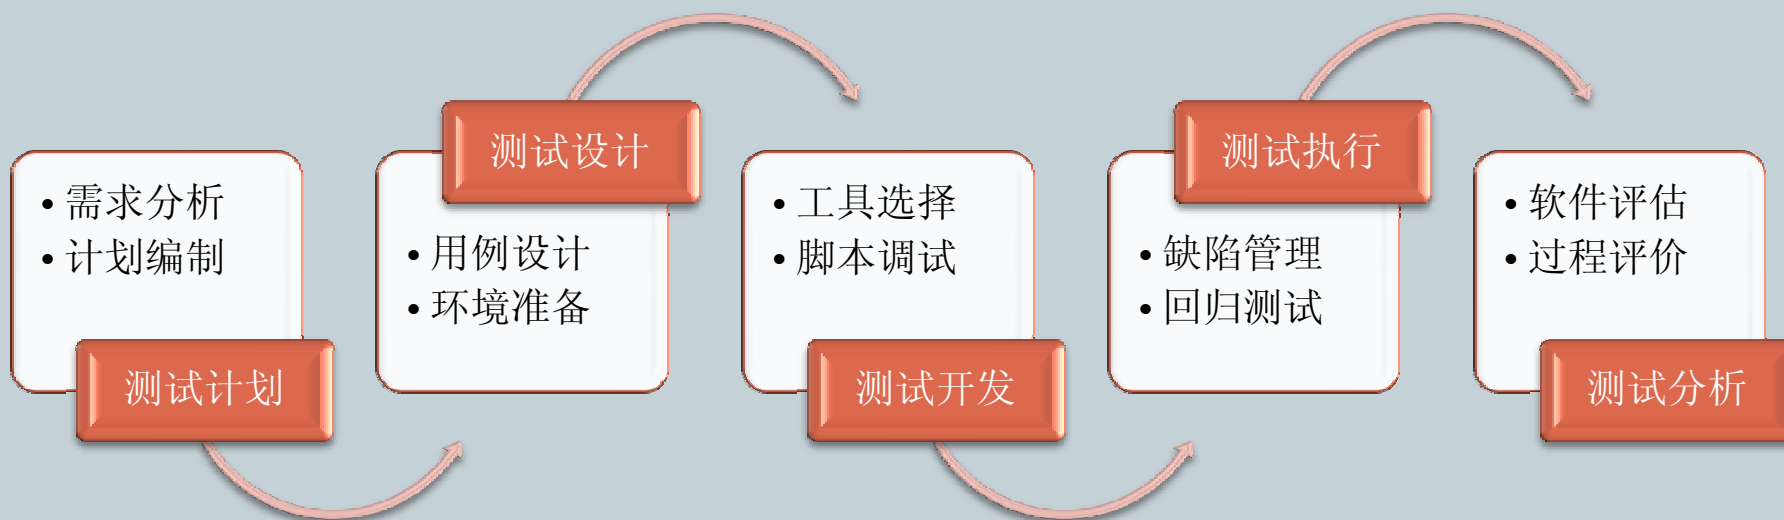 需求分析
计划编制
测试计划
测试设计
用例设计
环境准备
工具选择
脚本调试
测试开发
测试执行
缺陷管理
回归测试
软件评估
过程评价
测试分析